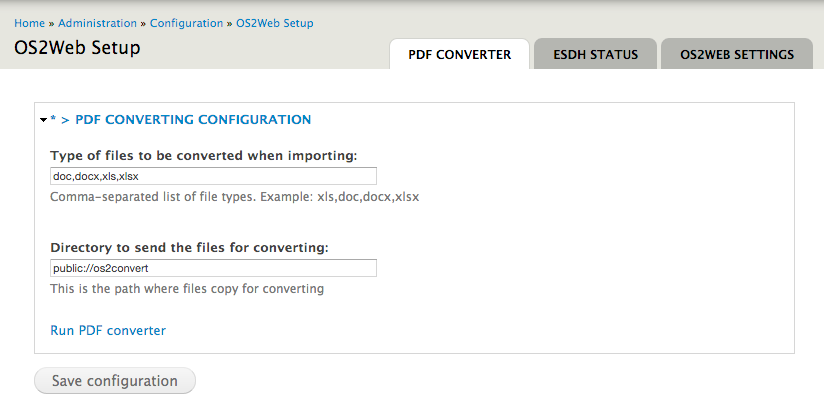 Home » Administration » Configuration » OS2Web Setup
OS2Web Setup
PDF CONVERTER
ESDH STATUS
OS2WEB SETTINGS
* > PDF CONVERTING CONFIGURATION
Type of files to be converted when importing:
doc,docx,xls,xlsx
Comma-separated list of file types. Example: xls,doc,docx,xlsx
Directory to send the files for converting:
public://os2convert
This is the path where files copy for converting
Run PDF converter
Save configuration